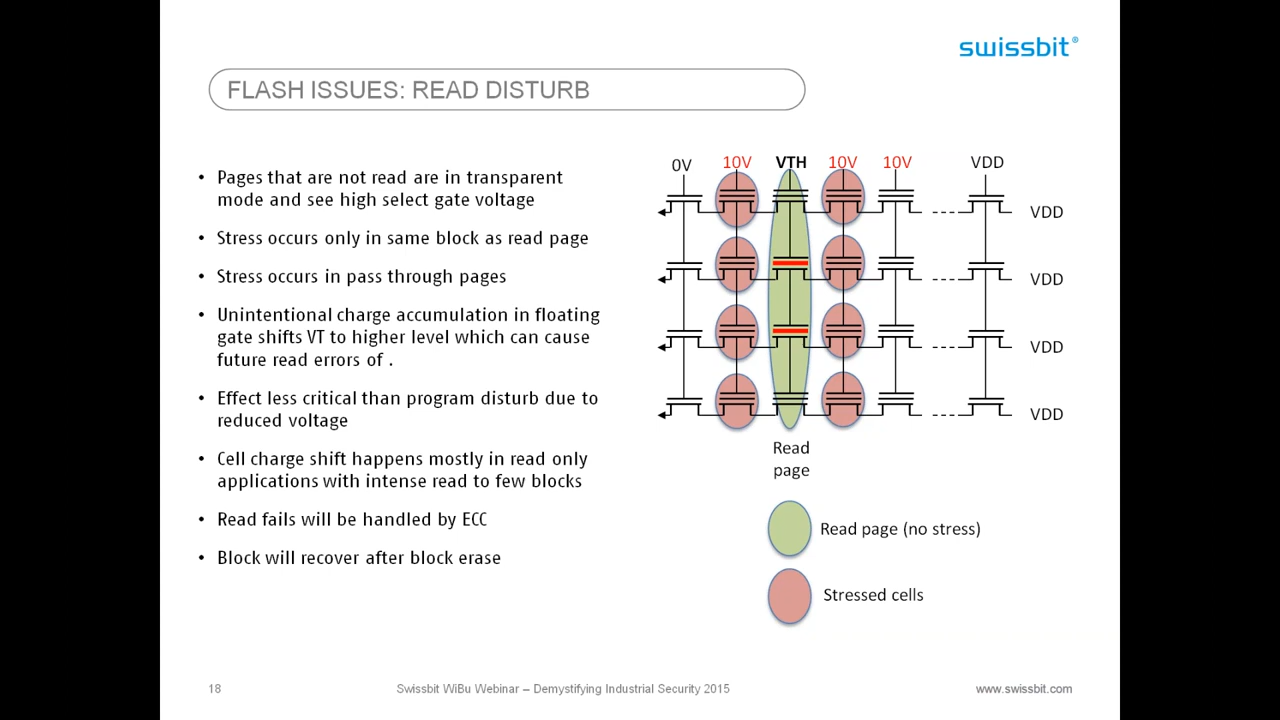 swissbit®
FLASH ISSUES: READ DISTURB
• Pages that are not read are in transparent
mode and see high select gate voltage
• Stress occurs only in same block as read page
• Stress occurs in pass through pages
• Unintentional charge accumulation in floating
gate shifts VT to higher level which can cause
future read errors of .
• Effect less critical than program disturb due to
reduced voltage
• Cell charge shift happens mostly in read only
applications with intense read to few blocks
• Read fails will be handled by ECC
• Block will recover after block erase
0V 10V VTH 10V 10V VDD
VDD
VDD
VDD
VDD
Read
page
Read page (no stress)
Stressed cells
18 Swissbit WiBu Webinar – Demystifying Industrial Security 2015 www.swissbit.com